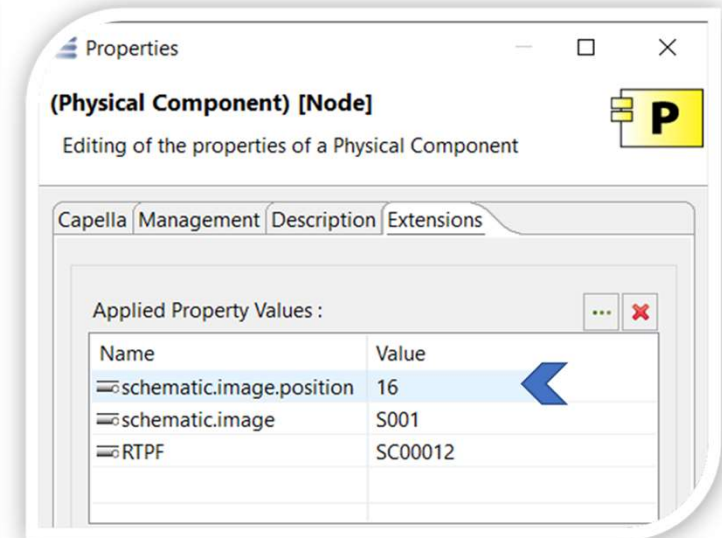 Properties
(Physical Component) [Node]
P
Editing of the properties of a Physical Component
Capella Management Description Extensions
Applied Property Values :
Name Value
schematic.image.position 16
schematic.image S001
RTPF SC00012